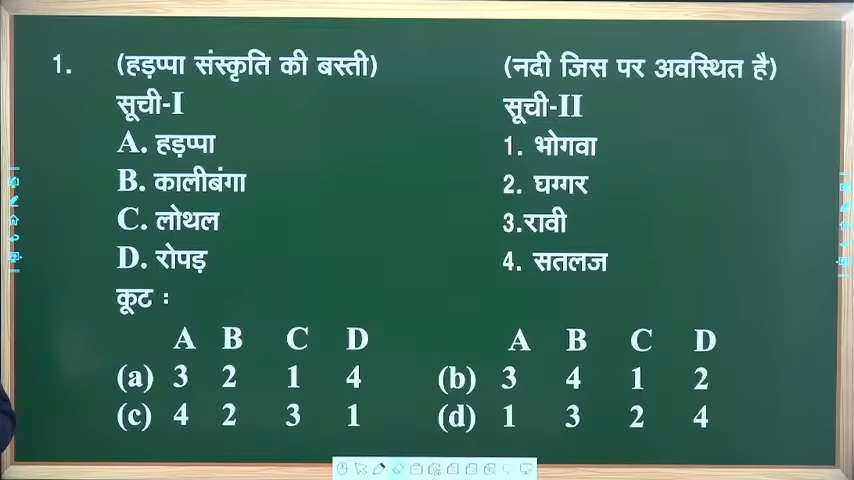 1. (हड़प्पा संस्कृति की बस्ती) (नदी जिस पर अवस्थित है)
सूची-I सूची-II
A. हड़प्पा 1. भोगवा
B. कालीबंगा 2. घग्गर
C. लोथल 3.रावी
D. रोपड़ 4. सतलज
कूट :
A B C D A B C D
(a) 3 2 1 4 (b) 3 4 1 2
(c) 4 2 3 1 (d) 1 3 2 4